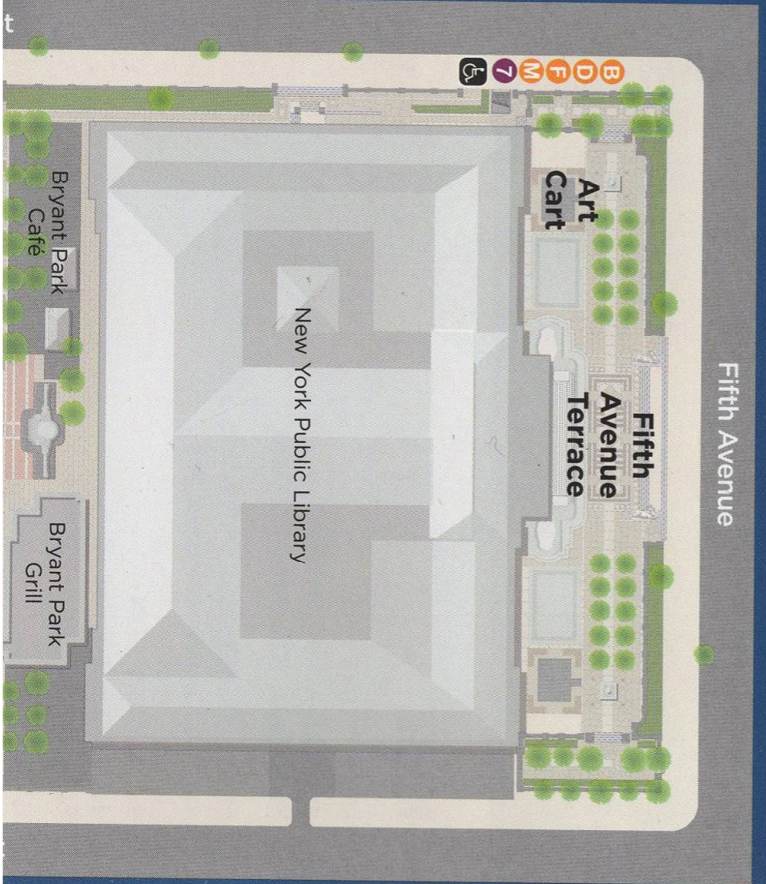 t
B
D
F
M
7
Art
Cart
Fifth Avenue
Fifth
Avenue
Terrace
New York Public Library
Bryant Park
Café
Bryant Park
Grill